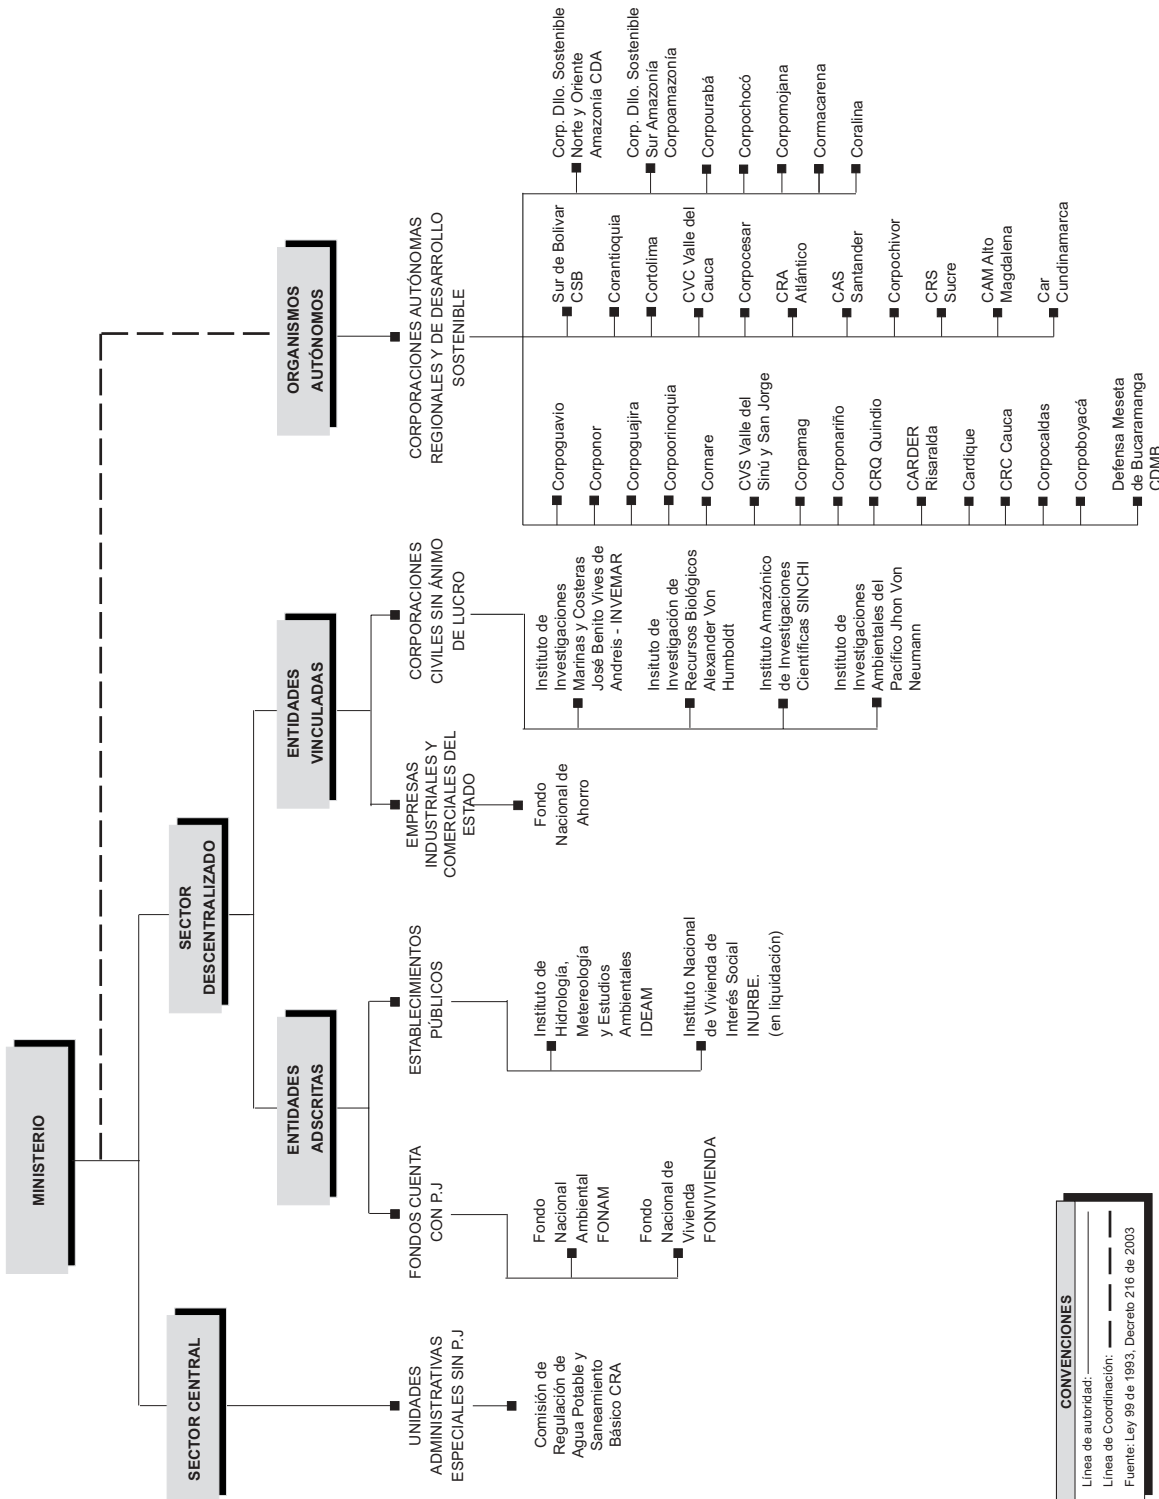 MINISTERIO
SECTOR CENTRAL
SECTOR
DESCENTRALIZADO
ENTIDADES
ADSCRITAS
ENTIDADES
VINCULADAS
ORGANISMOS
AUTÓNOMOS
UNIDADES
ADMINISTRATIVAS
ESPECIALES SIN P.J
Comisión de
Regulación de
Agua Potable y
Saneamiento
Básico CRA
FONDOS CUENTA
CON P.J
Fondo
Nacional
Ambiental
FONAM
Fondo
Nacional de
Vivienda
FONVIVIENDA
ESTABLECIMIENTOS
PÚBLICOS
Instituto de
Hidrología,
Metereología
y Estudios
Ambientales
IDEAM
Instituto Nacional
de Vivienda de
Interés Social
INURBE.
(en liquidación)
EMPRESAS
INDUSTRIALES Y
COMERCIALES DEL
ESTADO
Fondo
Nacional de
Ahorro
CORPORACIONES
CIVILES SIN ÁNIMO
DE LUCRO
Instituto de
Investigaciones
Marinas y Costeras
José Benito Vives de
Andreis - INVEMAR
Insituto de
Investigación de
Recursos Biológicos
Alexander Von
Humboldt
Instituto Amazónico
de Investigaciones
Científicas SINCHI
Instituto de
Investigaciones
Ambientales del
Pacífico Jhon Von
Neumann
CORPORACIONES AUTÓNOMAS
REGIONALES Y DE DESARROLLO
SOSTENIBLE
Corpoguavio
Corponor
Corpoguajira
Corpoorinoquia
Cornare
CVS Valle del
Sinú y San Jorge
Corpamag
Corponariño
CRQ Quindio
CARDER
Risaralda
Cardique
CRC Cauca
Corpocaldas
Corpoboyacá
Defensa Meseta
de Bucaramanga
CDMB
Sur de Bolivar
CSB
Corantioquia
Cortolima
CVC Valle del
Cauca
Corpocesar
CRA
Atlántico
CAS
Santander
Corpochivor
CRS
Sucre
CAM Alto
Magdalena
Car
Cundinamarca
Corp. Dllo. Sostenible
Norte y Oriente
Amazonía CDA
Corp. Dllo. Sostenible
Sur Amazonía
Corpoamazonía
Corpourabá
Corpochocó
Corpomojana
Cormacarena
Coralina
CONVENCIONES
Línea de autoridad:
Línea de Coordinación:
Fuente: Ley 99 de 1993, Decreto 216 de 2003